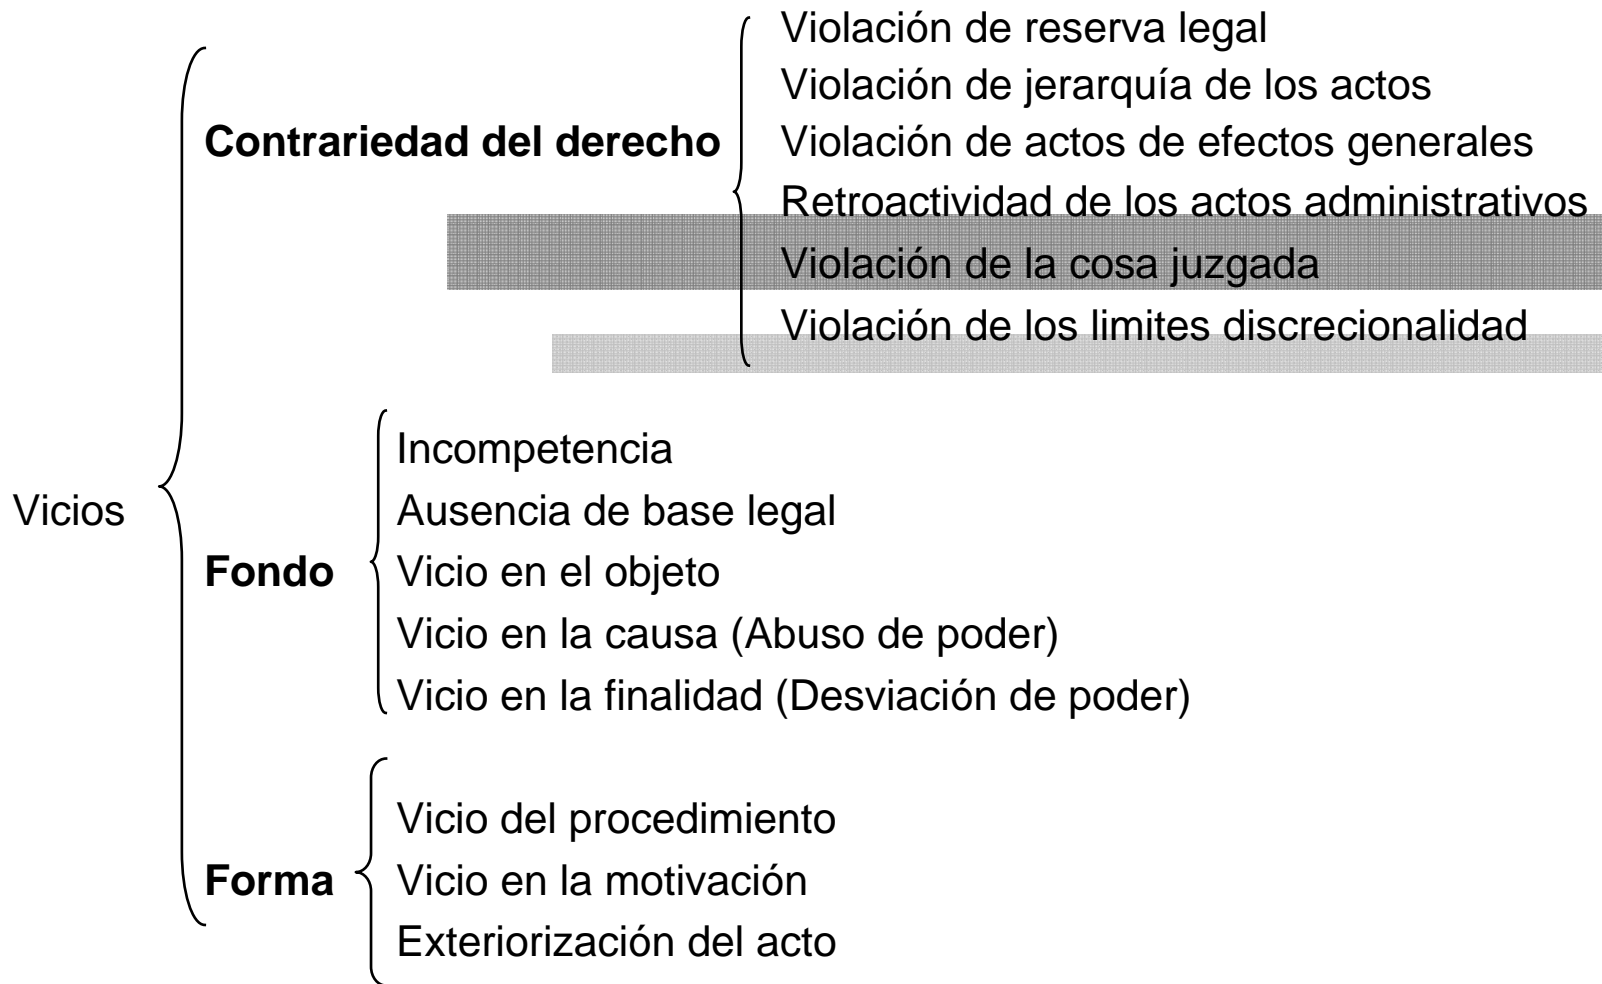 Vicios
Contrariedad del derecho
Violación de reserva legal
Violación de jerarquía de los actos
Violación de actos de efectos generales
Retroactividad de los actos administrativos
Violación de la cosa juzgada
Violación de los limites discrecionalidad
Fondo
Incompetencia
Ausencia de base legal
Vicio en el objeto
Vicio en la causa (Abuso de poder)
Vicio en la finalidad (Desviación de poder)
Forma
Vicio del procedimiento
Vicio en la motivación
Exteriorización del acto